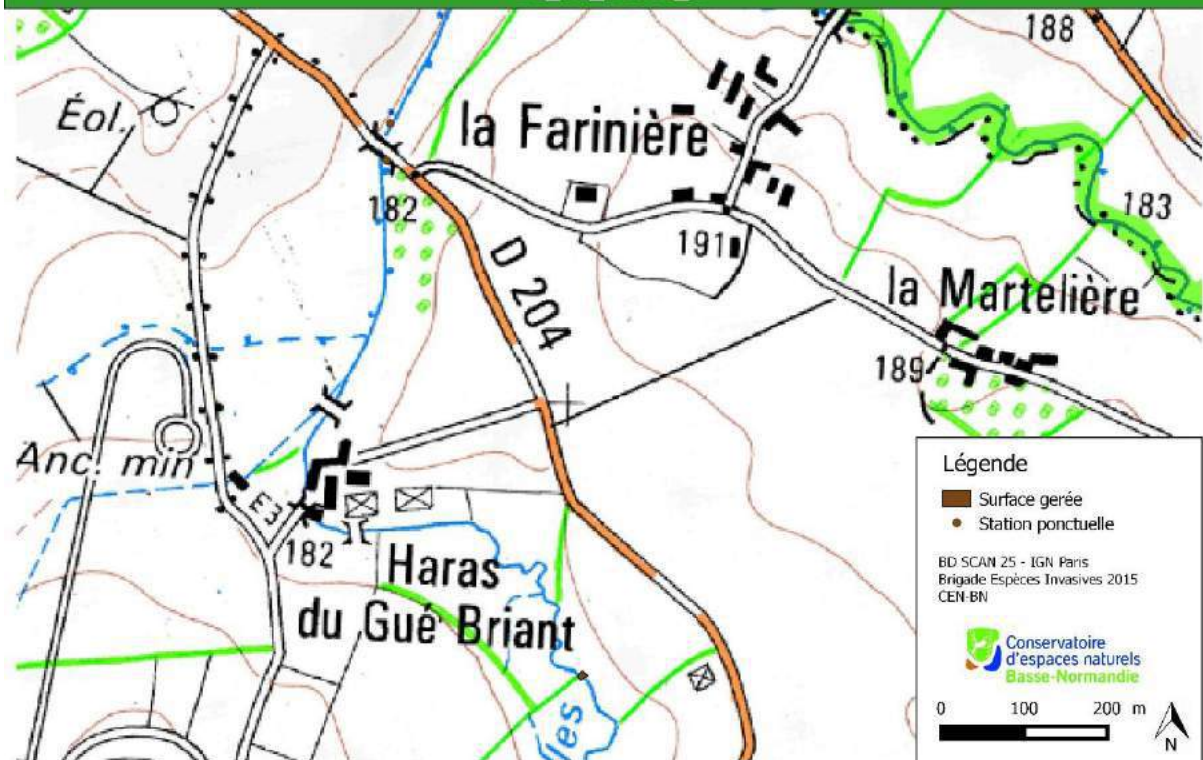 188
Éol.
la Farinière
182
183
191
D 204
la Martelière
189
Anc. min
E3
182
Haras
du Gué Briant
les
Légende
Surface gerée
Station ponctuelle
BD SCAN 25 - IGN Paris
Brigade Espèces Invasives 2015
CEN-BN
Conservatoire
d'espaces naturels
Basse-Normandie
0 100 200 m
N